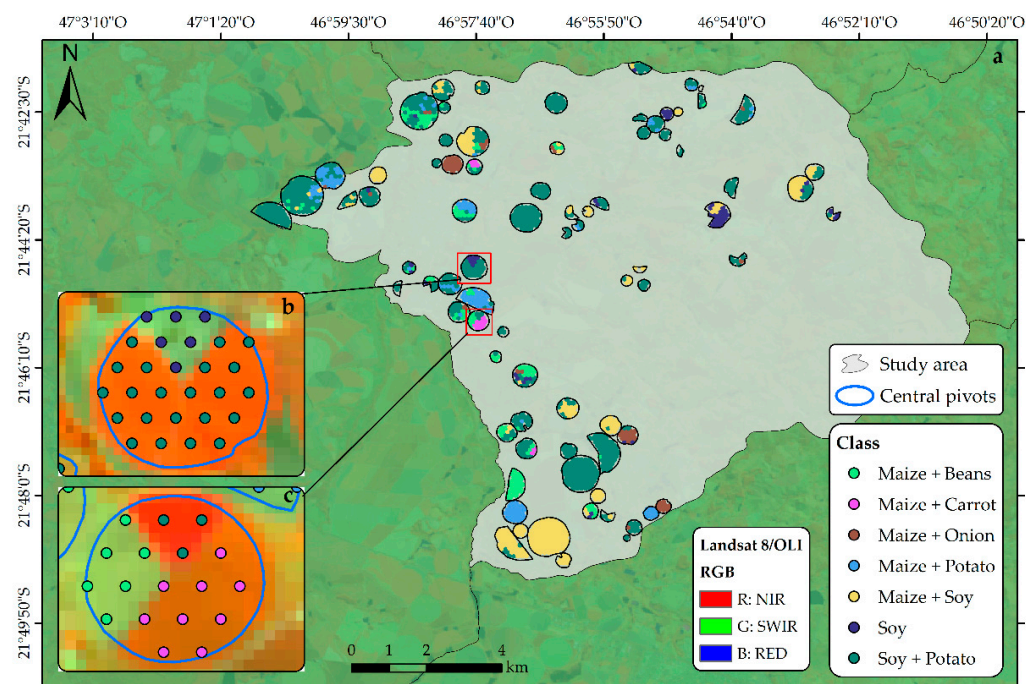 47°3'10"O 47°1'20"O 46°59'30"O 46°57'40"O 46°55'50"O 46°54'0"O 46°52'10"O 46°50'20"O
N
a
21°42'30"S
21°44'20"S
21°46'10"S
21°48'0"S
21°49'50"S
b
c
Study area
Central pivots
Class
Maize + Beans
Maize + Carrot
Maize + Onion
Maize + Potato
Maize + Soy
Soy
Soy + Potato
Landsat 8/OLI
RGB
R: NIR
G: SWIR
B: RED
0 1 2 4
km